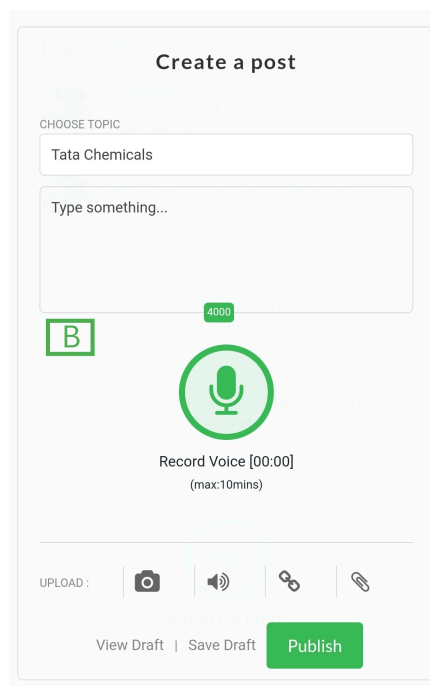 Create a post
CHOOSE TOPIC
Tata Chemicals
Type something...
4000
B
Record Voice [00:00]
(max:10mins)
UPLOAD :
View Draft | Save Draft Publish